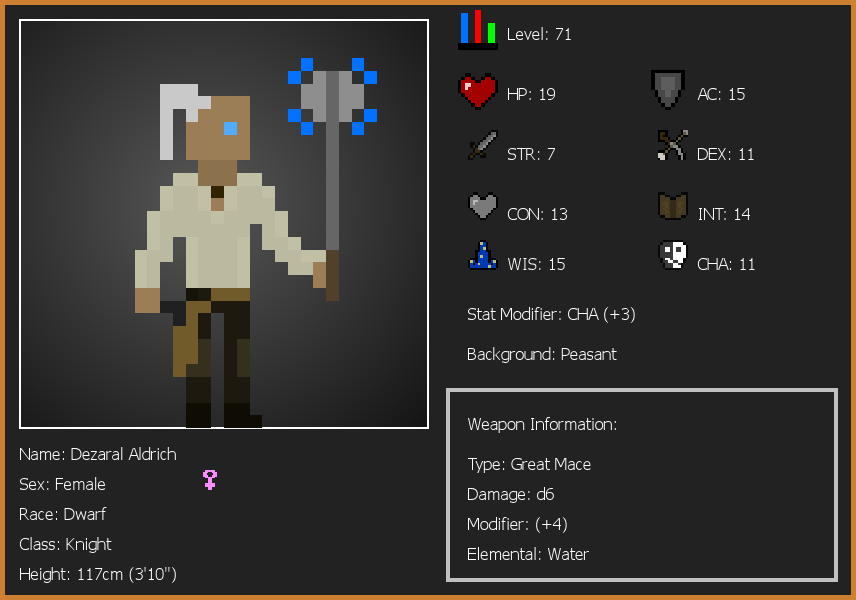 Level: 71
HP: 19
AC: 15
STR: 7
DEX: 11
CON: 13
INT: 14
WIS: 15
CHA: 11
Stat Modifier: CHA (+3)
Background: Peasant
Weapon Information:
Type: Great Mace
Damage: d6
Modifier: (+4)
Elemental: Water
Name: Dezaral Aldrich
Sex: Female
Race: Dwarf
Class: Knight
Height: 117cm (3'10")